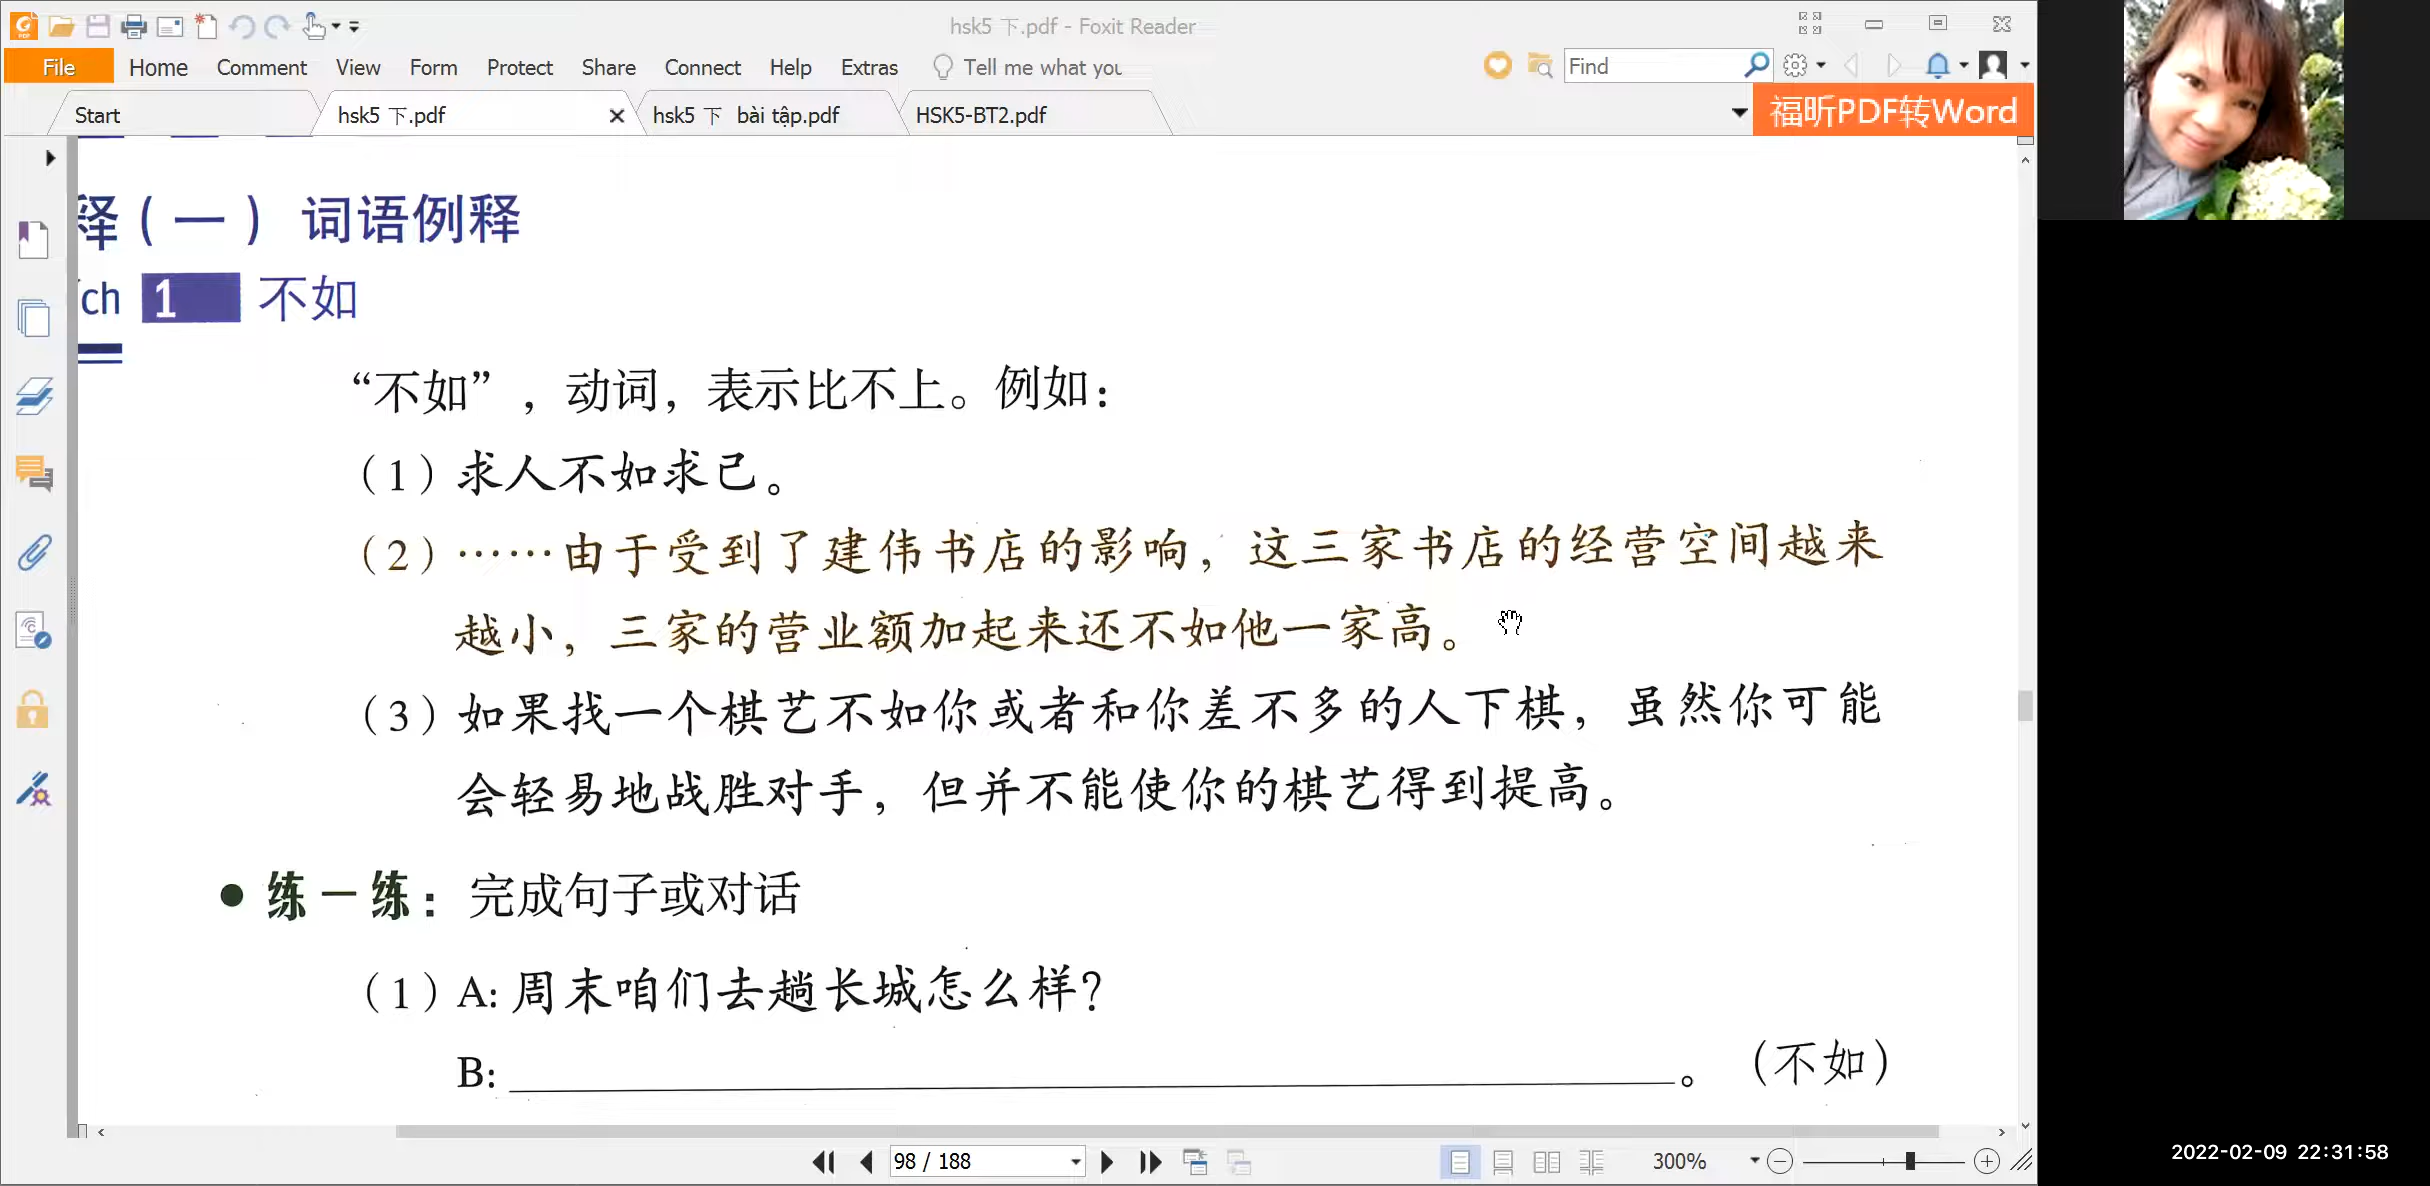 hsk5 下.pdf - Foxit Reader
File Home Comment View Form Protect Share Connect Help Extras Tell me what you Find
Start hsk5 下.pdf hsk5 下 bài tập.pdf HSK5-BT2.pdf 福昕PDF转Word
释（一） 词语例释
ích 1 不如
“不如”，动词，表示比不上。例如：
（1）求人不如求己。
（2）……由于受到了建伟书店的影响，这三家书店的经营空间越来
越小，三家的营业额加起来还不如他一家高。
（3）如果找一个棋艺不如你或者和你差不多的人下棋，虽然你可能
会轻易地战胜对手，但并不能使你的棋艺得到提高。
● 练一练：完成句子或对话
（1）A: 周末咱们去趟长城怎么样？
B: ______________________________。（不如）
98 / 188 300%
2022-02-09 22:31:58